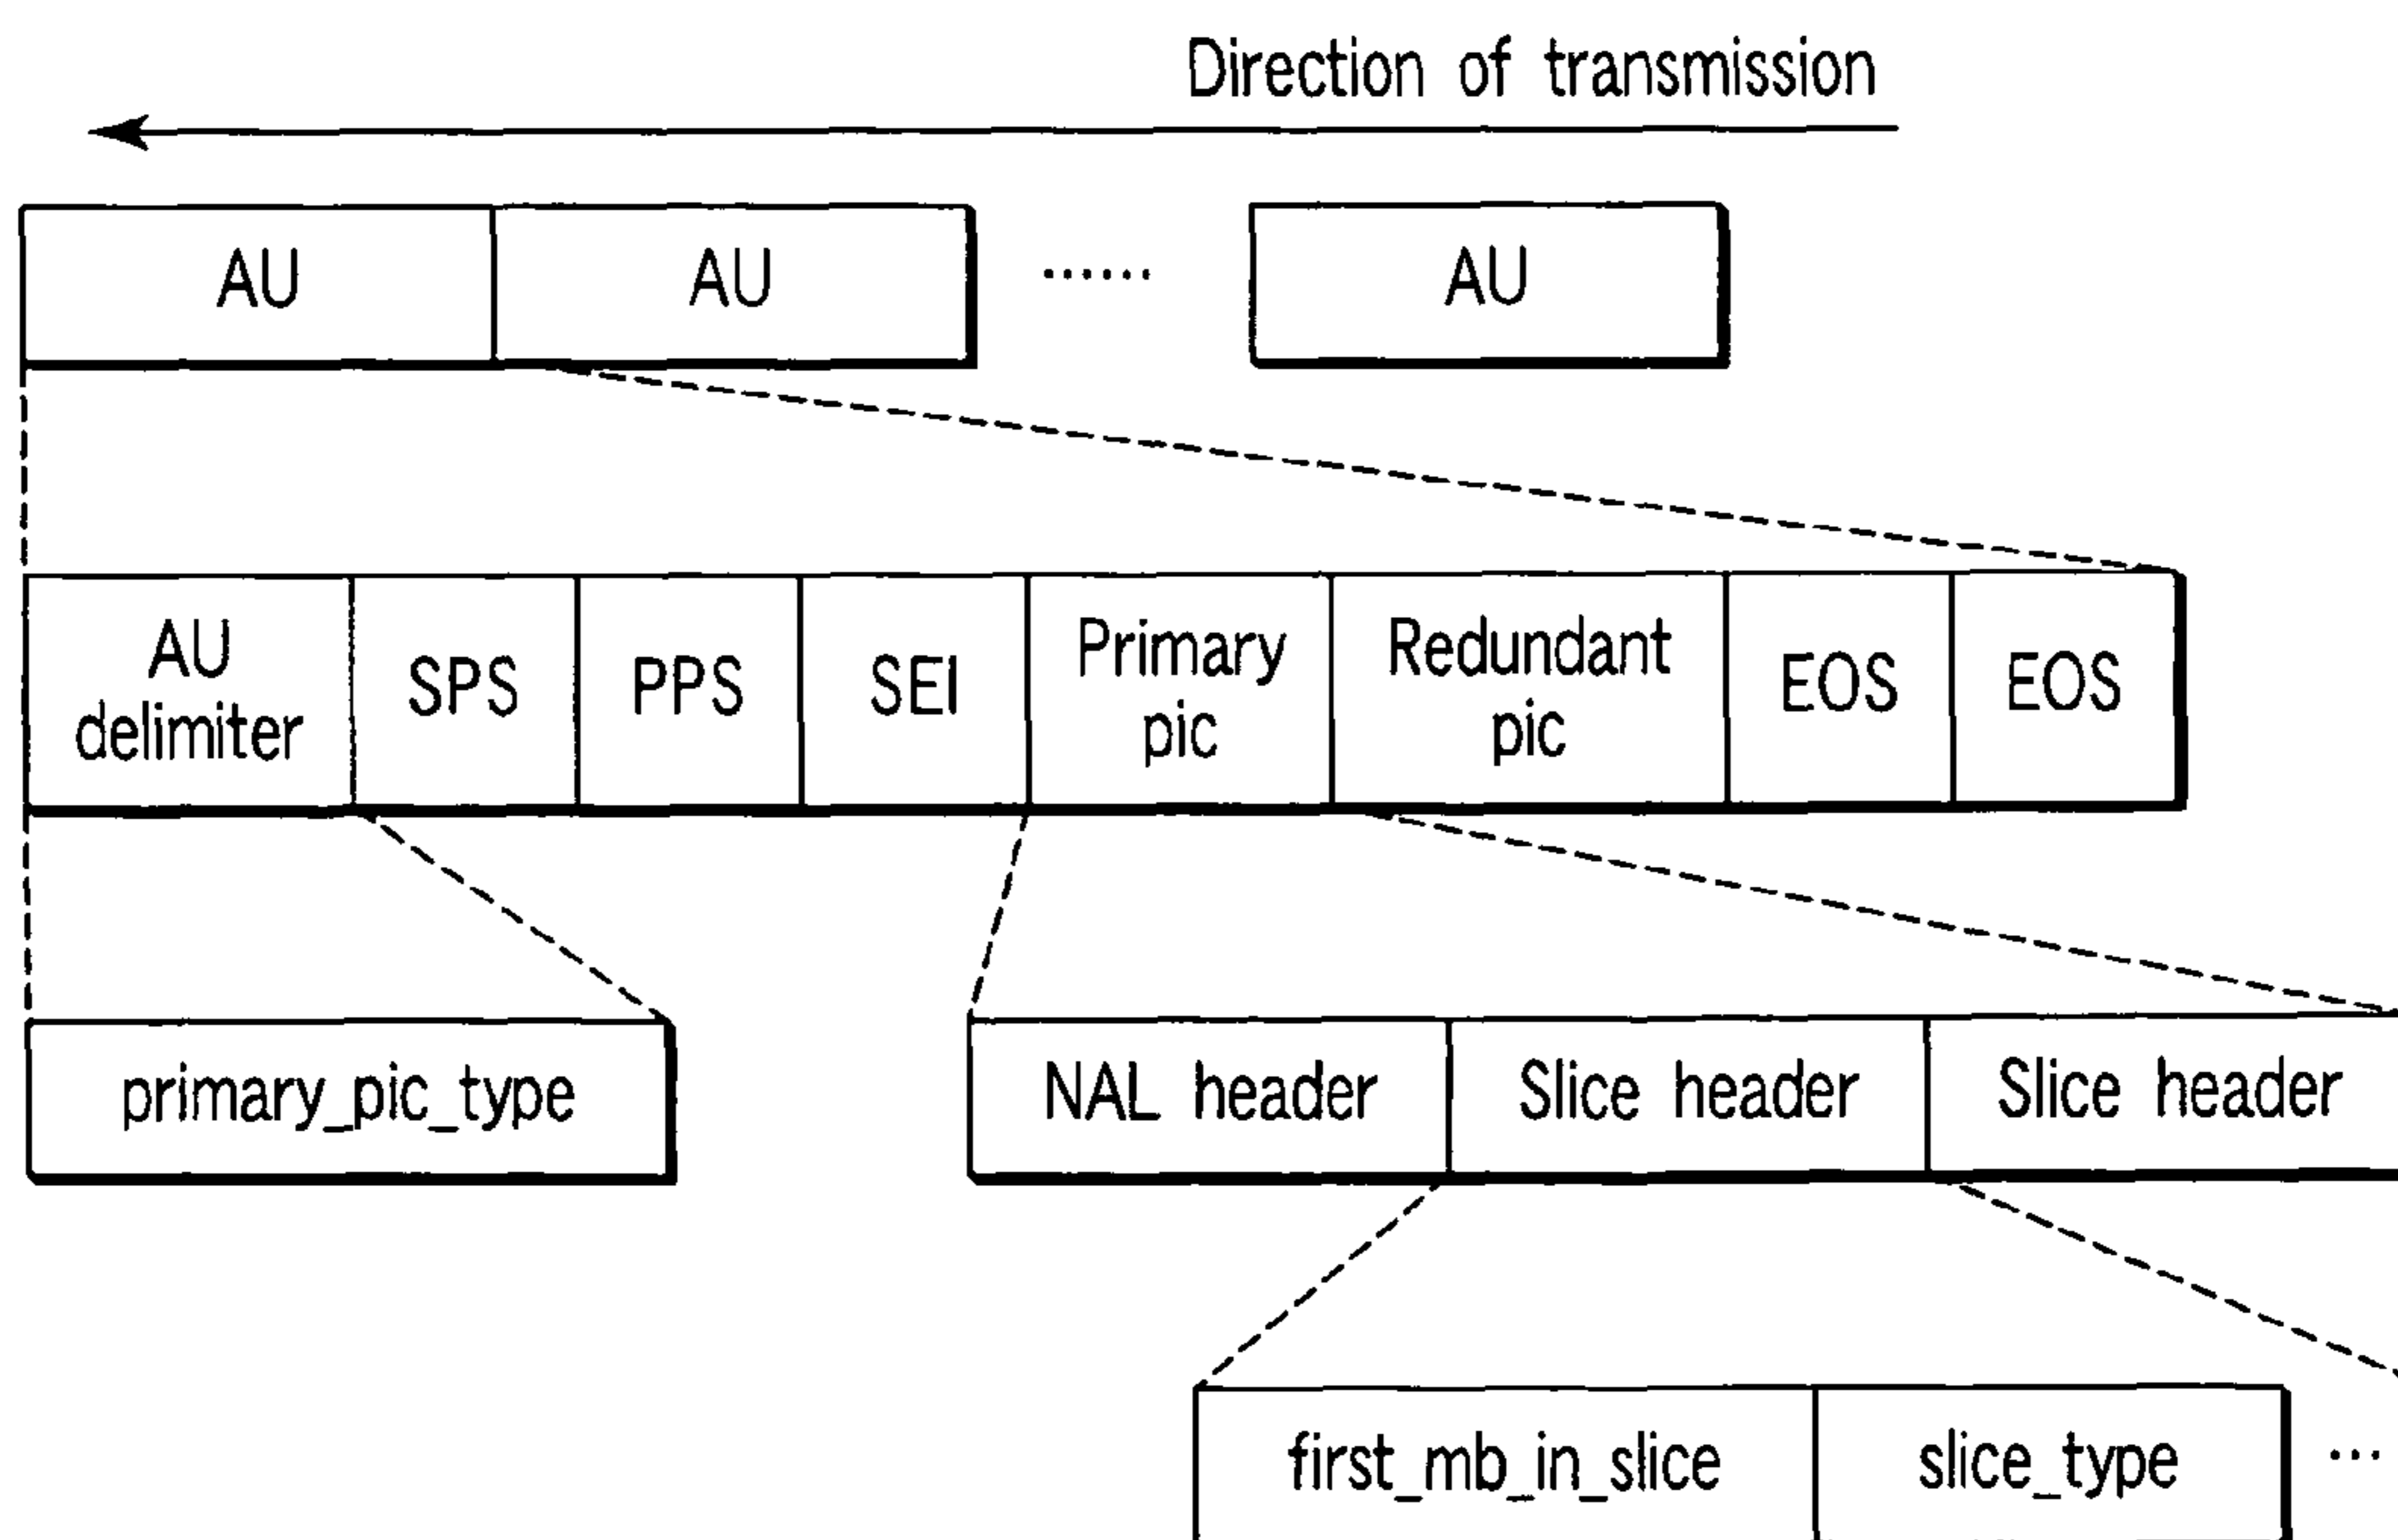 Direction of transmission
AU AU ...... AU
AU
delimiter
SPS
PPS
SEI
Primary
pic
Redundant
pic
EOS
EOS
primary_pic_type
NAL header
Slice header
Slice header
first_mb_in_slice
slice_type
...